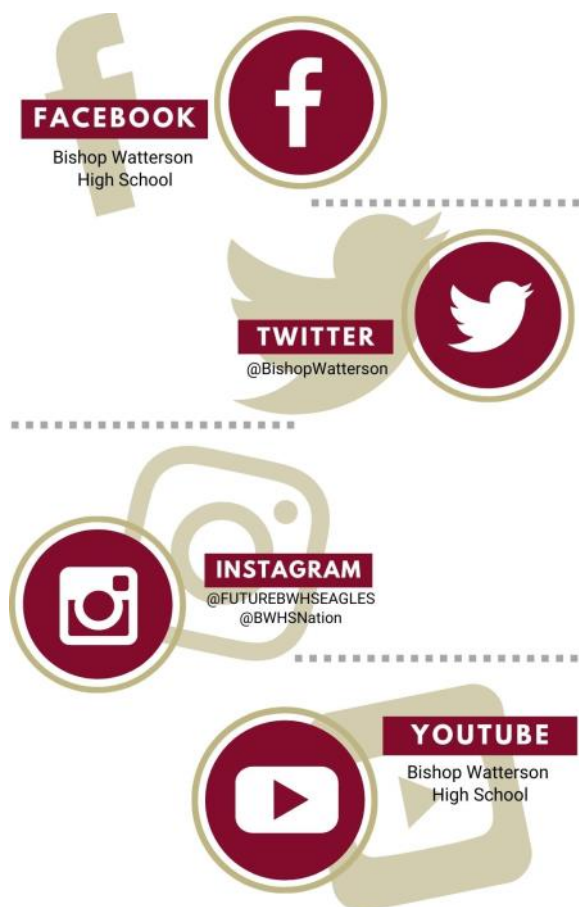 FACEBOOK
Bishop Watterson
High School
TWITTER
@BishopWatterson
INSTAGRAM
@FUTUREBWHSEAGLES
@BWHSNation
YOUTUBE
Bishop Watterson
High School